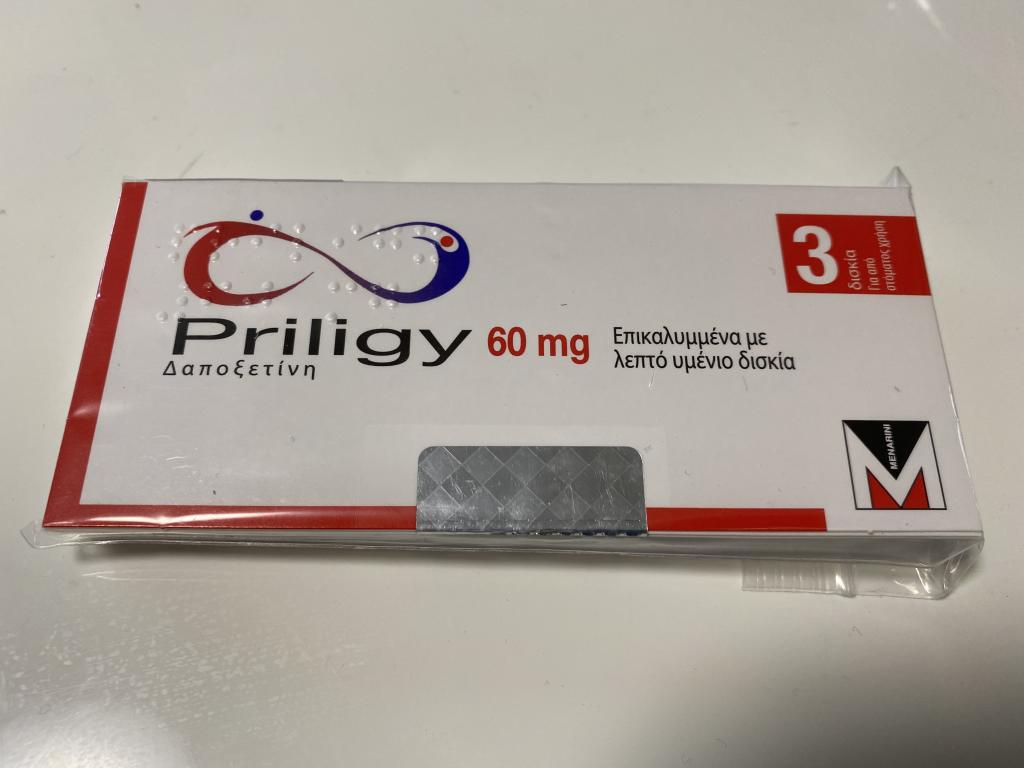 3
δισκία
Για από
στόματος χρήση
Priligy 60 mg
Δαποξετίνη
Επικαλυμμένα με
λεπτό υμένιο δισκία
MENARINI